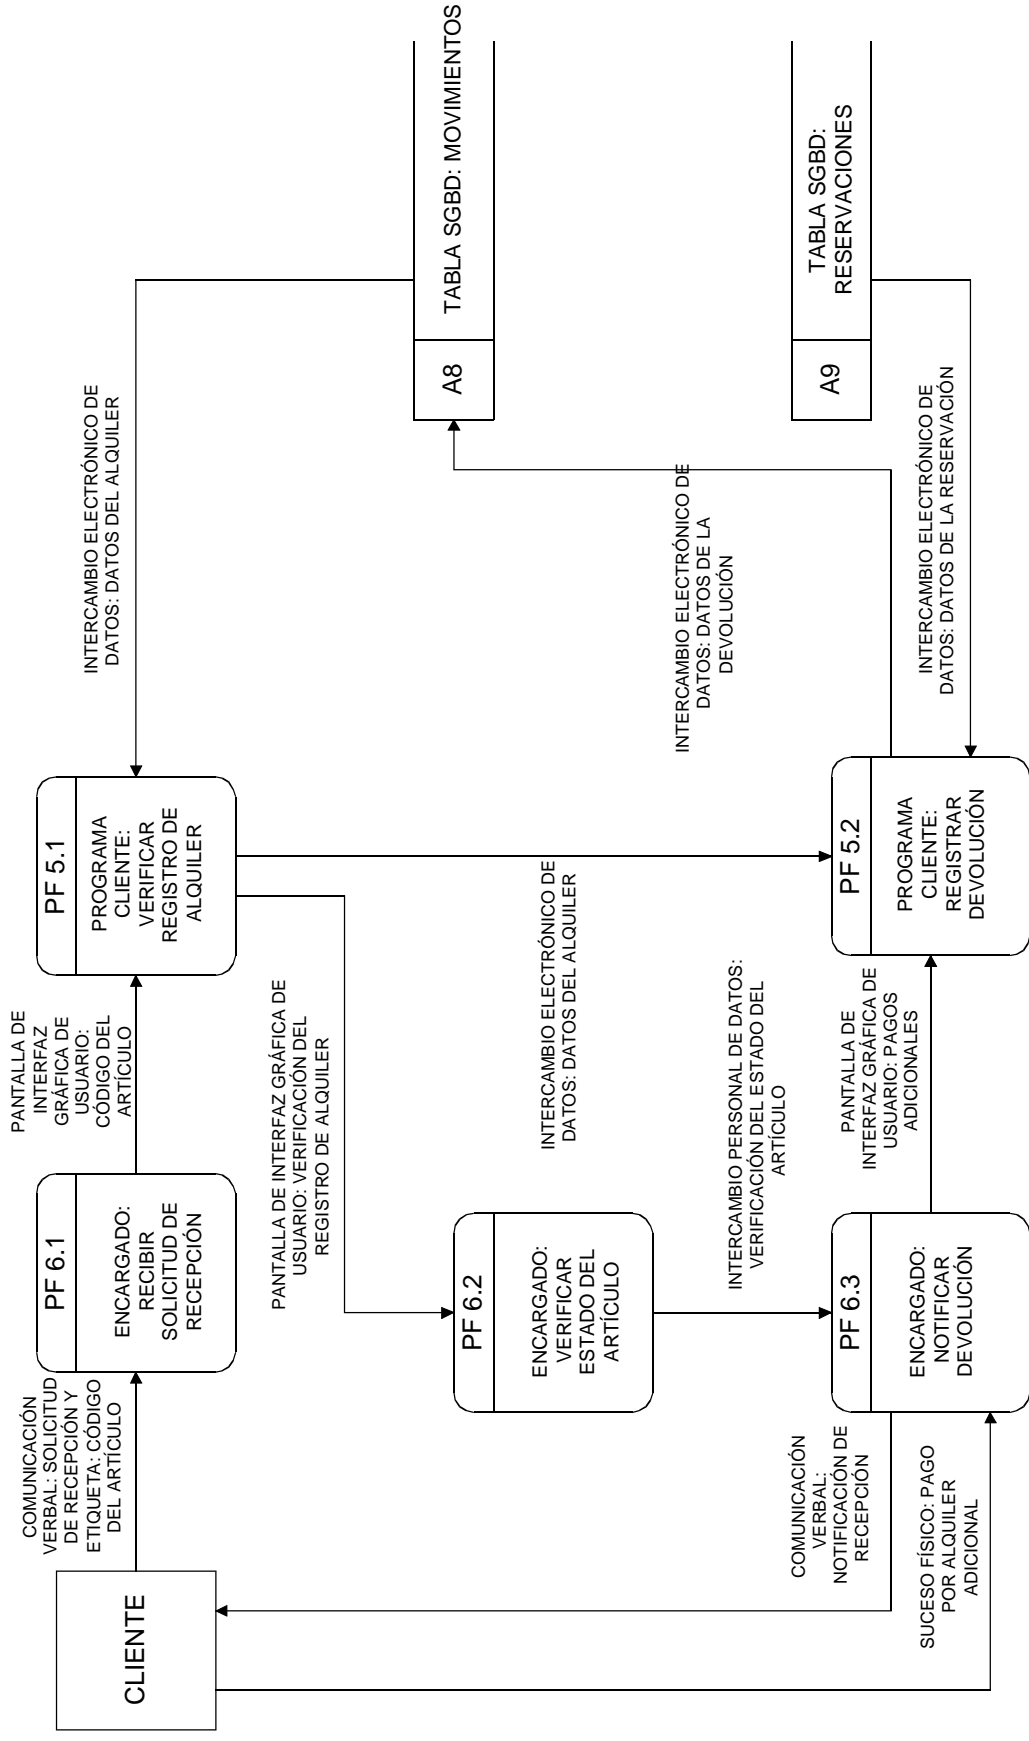 CLIENTE
COMUNICACIÓN
VERBAL: SOLICITUD
DE RECEPCIÓN Y
ETIQUETA: CÓDIGO
DEL ARTÍCULO
PF 6.1
ENCARGADO:
RECIBIR
SOLICITUD DE
RECEPCIÓN
PANTALLA DE
INTERFAZ
GRÁFICA DE
USUARIO:
CÓDIGO DEL
ARTÍCULO
PF 5.1
PROGRAMA
CLIENTE:
VERIFICAR
REGISTRO DE
ALQUILER
INTERCAMBIO ELECTRÓNICO DE
DATOS: DATOS DEL ALQUILER
PANTALLA DE INTERFAZ GRÁFICA DE
USUARIO: VERIFICACIÓN DEL
REGISTRO DE ALQUILER
A8
TABLA SGBD: MOVIMIENTOS
PF 6.2
ENCARGADO:
VERIFICAR
ESTADO DEL
ARTÍCULO
INTERCAMBIO ELECTRÓNICO DE
DATOS: DATOS DEL ALQUILER
INTERCAMBIO ELECTRÓNICO DE
DATOS: DATOS DE LA
DEVOLUCIÓN
INTERCAMBIO PERSONAL DE DATOS:
VERIFICACIÓN DEL ESTADO DEL
ARTÍCULO
COMUNICACIÓN
VERBAL:
NOTIFICACIÓN DE
RECEPCIÓN
PF 6.3
ENCARGADO:
NOTIFICAR
DEVOLUCIÓN
PANTALLA DE
INTERFAZ GRÁFICA DE
USUARIO: PAGOS
ADICIONALES
PF 5.2
PROGRAMA
CLIENTE:
REGISTRAR
DEVOLUCIÓN
A9
TABLA SGBD:
RESERVACIONES
SUCESO FÍSICO: PAGO
POR ALQUILER
ADICIONAL
INTERCAMBIO ELECTRÓNICO DE
DATOS: DATOS DE LA RESERVACIÓN